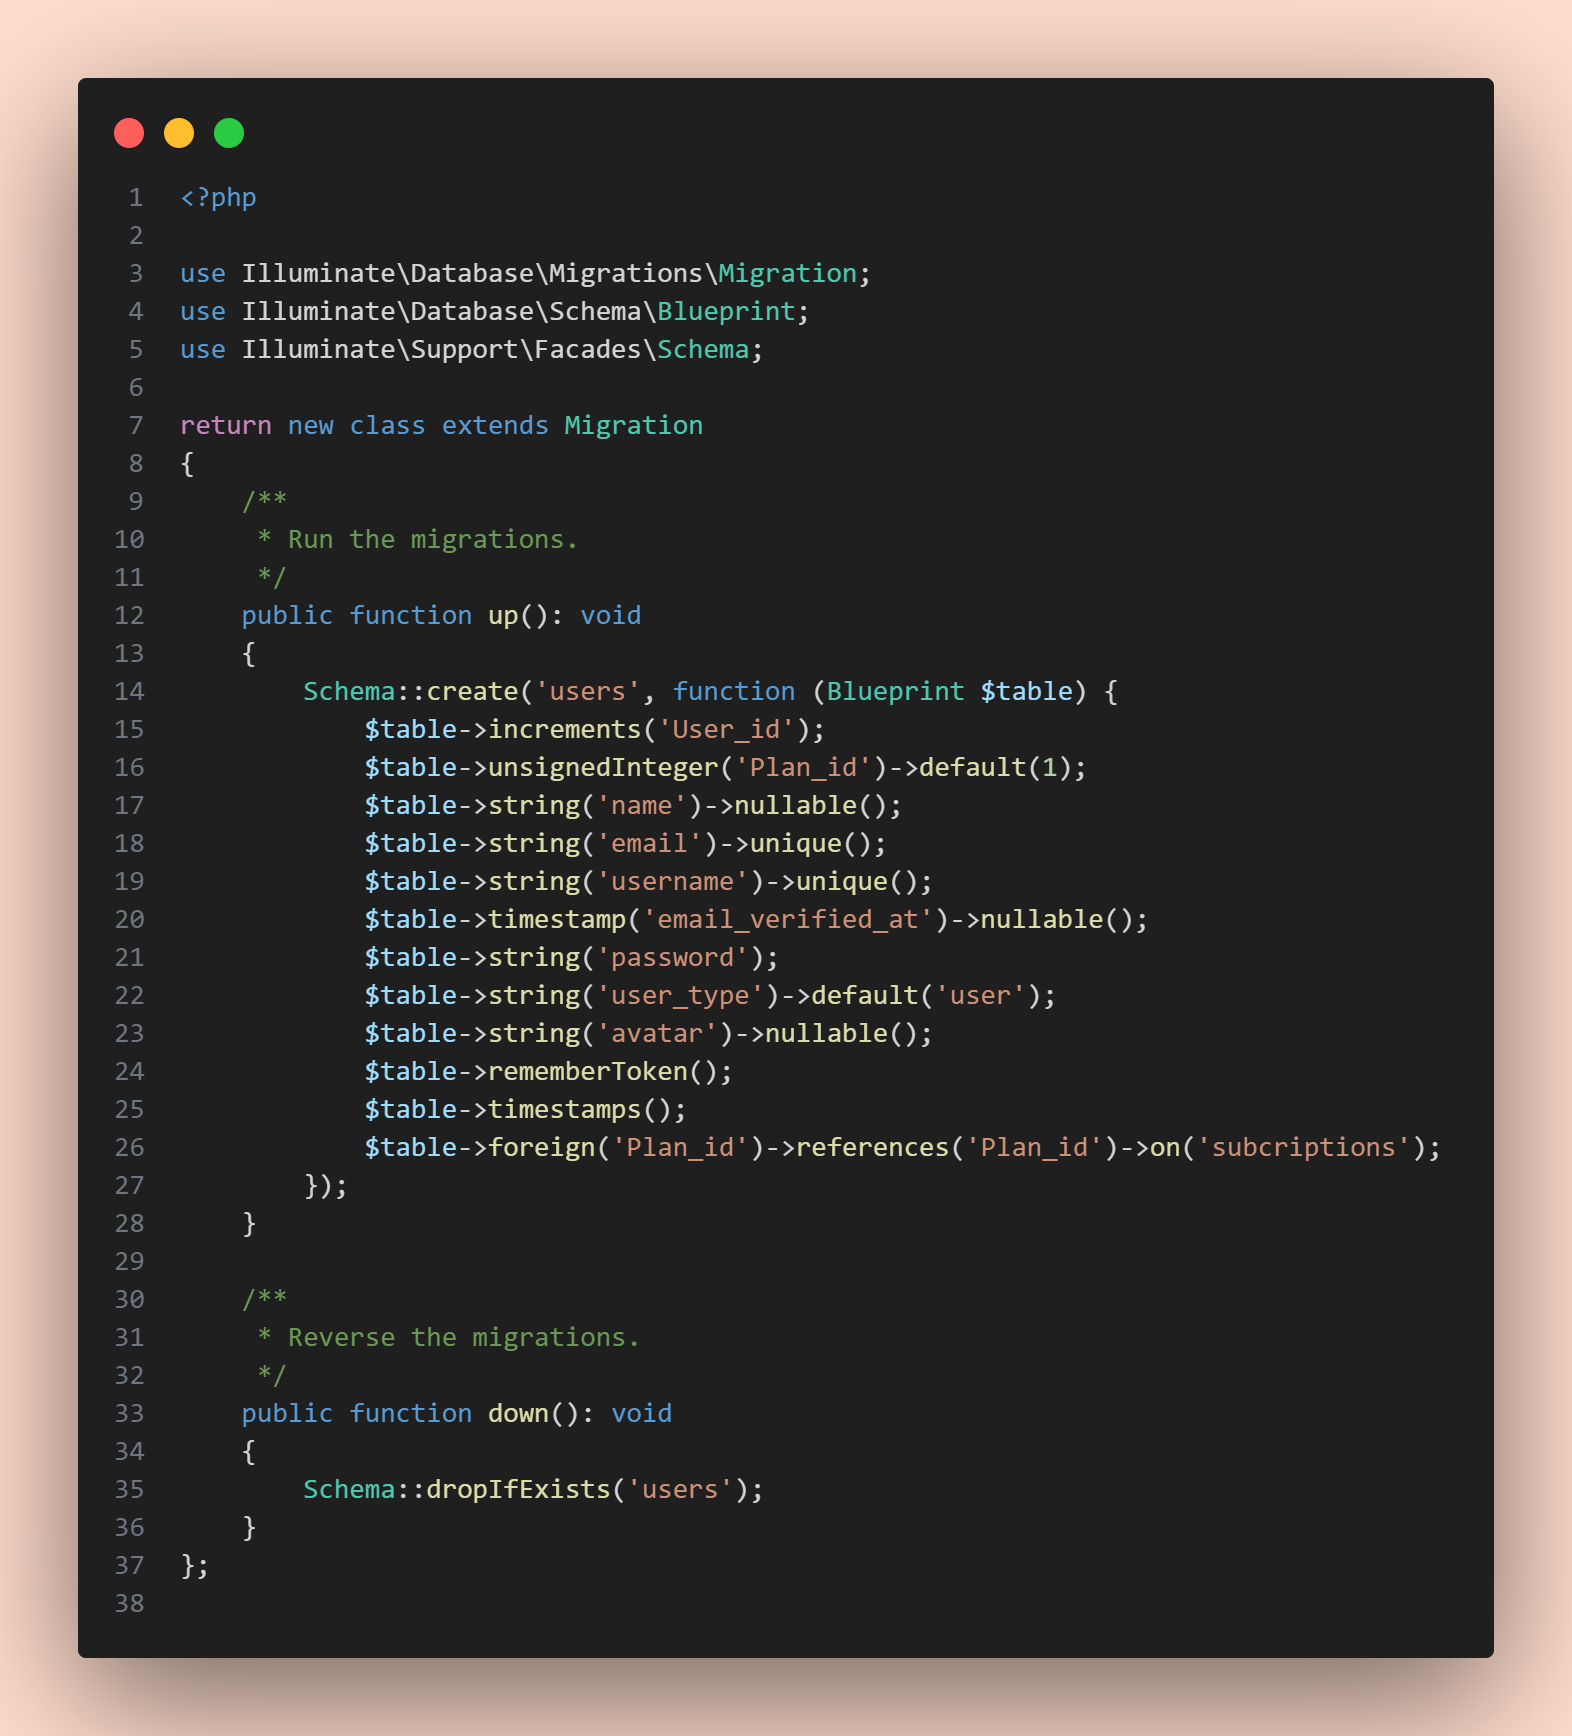 1 <?php
2
3 use Illuminate\Database\Migrations\Migration;
4 use Illuminate\Database\Schema\Blueprint;
5 use Illuminate\Support\Facades\Schema;
6
7 return new class extends Migration
8 {
9     /**
10      * Run the migrations.
11      */
12     public function up(): void
13     {
14         Schema::create('users', function (Blueprint $table) {
15             $table->increments('User_id');
16             $table->unsignedInteger('Plan_id')->default(1);
17             $table->string('name')->nullable();
18             $table->string('email')->unique();
19             $table->string('username')->unique();
20             $table->timestamp('email_verified_at')->nullable();
21             $table->string('password');
22             $table->string('user_type')->default('user');
23             $table->string('avatar')->nullable();
24             $table->rememberToken();
25             $table->timestamps();
26             $table->foreign('Plan_id')->references('Plan_id')->on('subcriptions');
27         });
28     }
29
30     /**
31      * Reverse the migrations.
32      */
33     public function down(): void
34     {
35         Schema::dropIfExists('users');
36     }
37 };
38